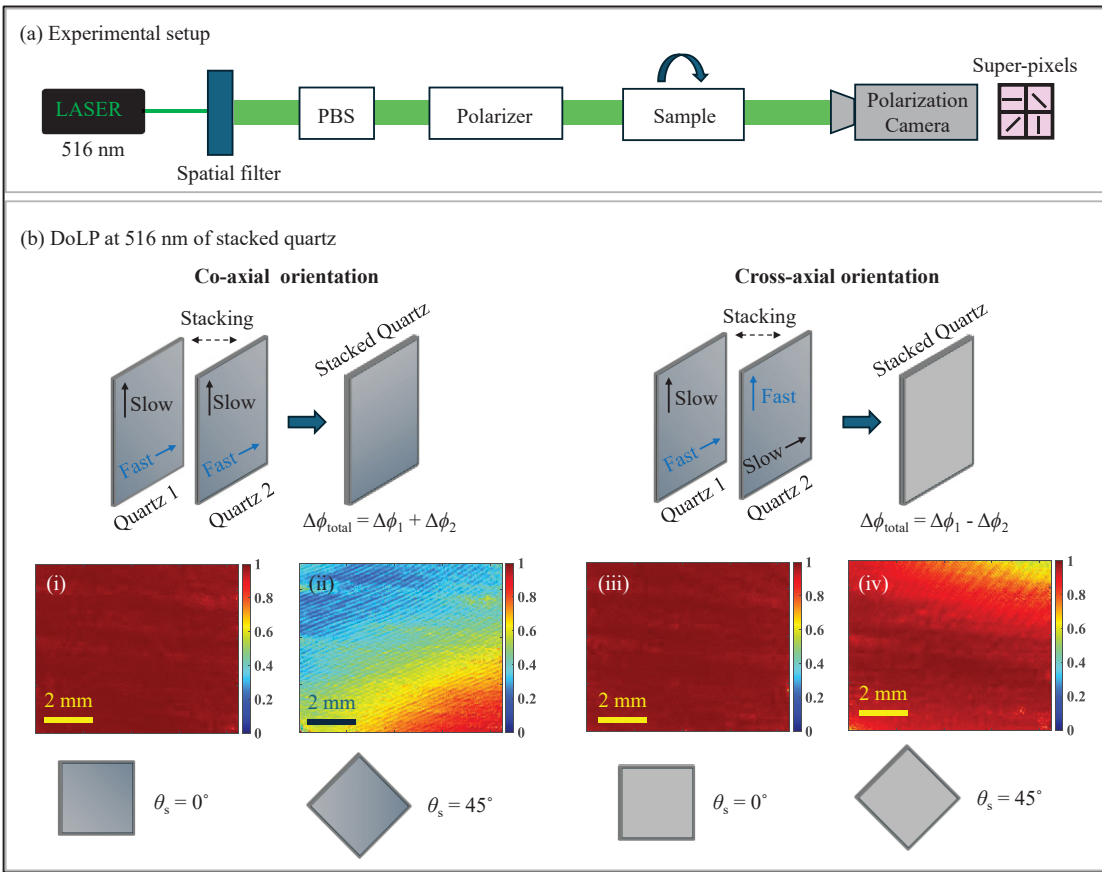 (a) Experimental setup
LASER
516 nm
Spatial filter
PBS
Polarizer
Sample
Polarization
Camera
Super-pixels
(b) DoLP at 516 nm of stacked quartz
Co-axial orientation
Stacking
Slow
Fast
Quartz 1
Slow
Fast
Quartz 2
Stacked Quartz
Δϕtotal = Δϕ1 + Δϕ2
Cross-axial orientation
Stacking
Slow
Fast
Quartz 1
Fast
Slow
Quartz 2
Stacked Quartz
Δϕtotal = Δϕ1 - Δϕ2
(i)
2 mm
1
0.8
0.6
0.4
0.2
0
(ii)
2 mm
1
0.8
0.6
0.4
0.2
0
(iii)
2 mm
1
0.8
0.6
0.4
0.2
0
(iv)
2 mm
1
0.8
0.6
0.4
0.2
0
θs = 0°
θs = 45°
θs = 0°
θs = 45°